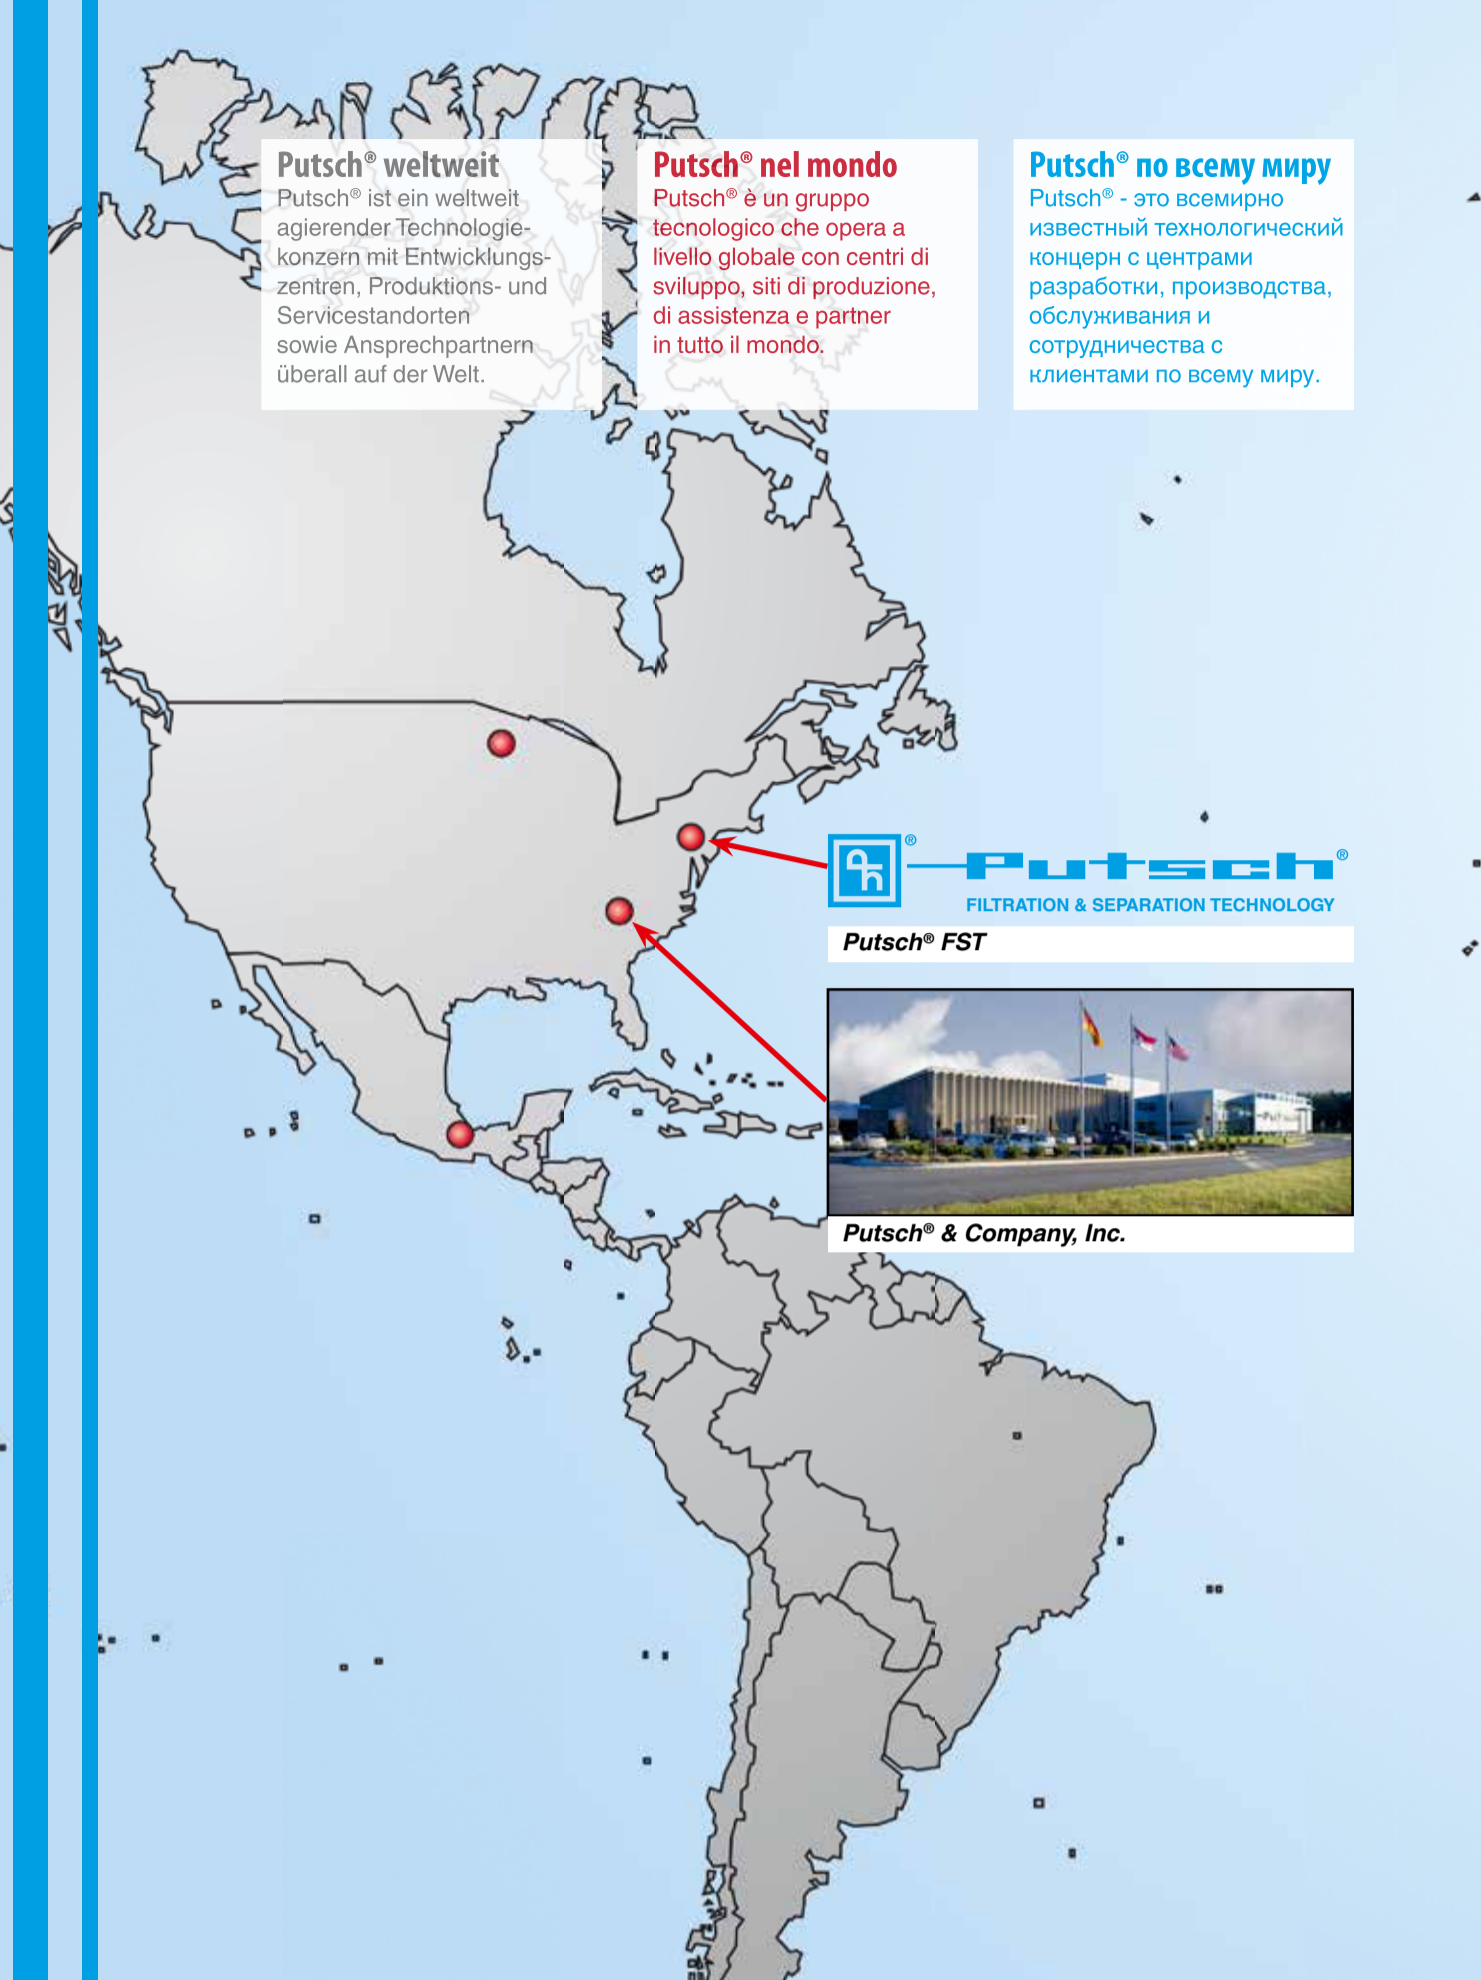 Putsch® weltweit
Putsch® ist ein weltweit
agierender Technologie-
konzern mit Entwicklungs-
zentren, Produktions- und
Servicestandorten
sowie Ansprechpartnern
überall auf der Welt.
Putsch® nel mondo
Putsch® è un gruppo
tecnologico che opera a
livello globale con centri di
sviluppo, siti di produzione,
di assistenza e partner
in tutto il mondo.
Putsch® по всему миру
Putsch® - это всемирно
известный технологический
концерн с центрами
разработки, производства,
обслуживания и
сотрудничества с
клиентами по всему миру.
® Putsch®
FILTRATION & SEPARATION TECHNOLOGY
Putsch® FST
Putsch® & Company, Inc.